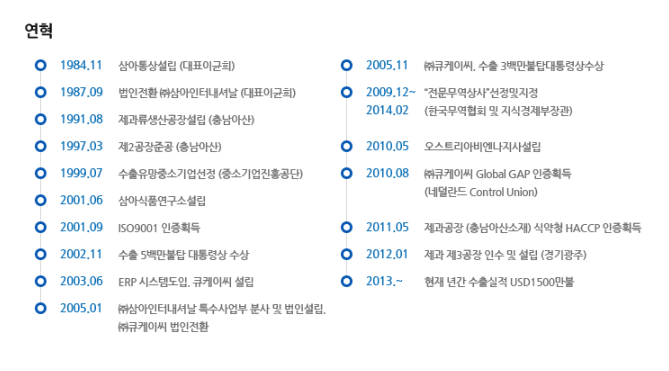 연혁
1984.11 삼아통상설립 (대표이균희)
1987.09 법인전환 ㈜삼아인터내셔날 (대표이균희)
1991.08 제과류생산공장설립 (충남아산)
1997.03 제2공장준공 (충남아산)
1999.07 수출유망중소기업선정 (중소기업진흥공단)
2001.06 삼아식품연구소설립
2001.09 ISO9001 인증획득
2002.11 수출 5백만불탑 대통령상 수상
2003.06 ERP 시스템도입, 큐케이씨 설립
2005.01 ㈜삼아인터내셔날 특수사업부 분사 및 법인설립,
㈜큐케이씨 법인전환
2005.11 ㈜큐케이씨, 수출 3백만불탑대통령상수상
2009.12~ "전문무역상사"선정및지정
2014.02 (한국무역협회 및 지식경제부장관)
2010.05 오스트리아비엔나지사설립
2010.08 ㈜큐케이씨 Global GAP 인증획득
(네덜란드 Control Union)
2011.05 제과공장 (충남아산소재) 식약청 HACCP 인증획득
2012.01 제과 제3공장 인수 및 설립 (경기광주)
2013.~ 현재 년간 수출실적 USD1500만불